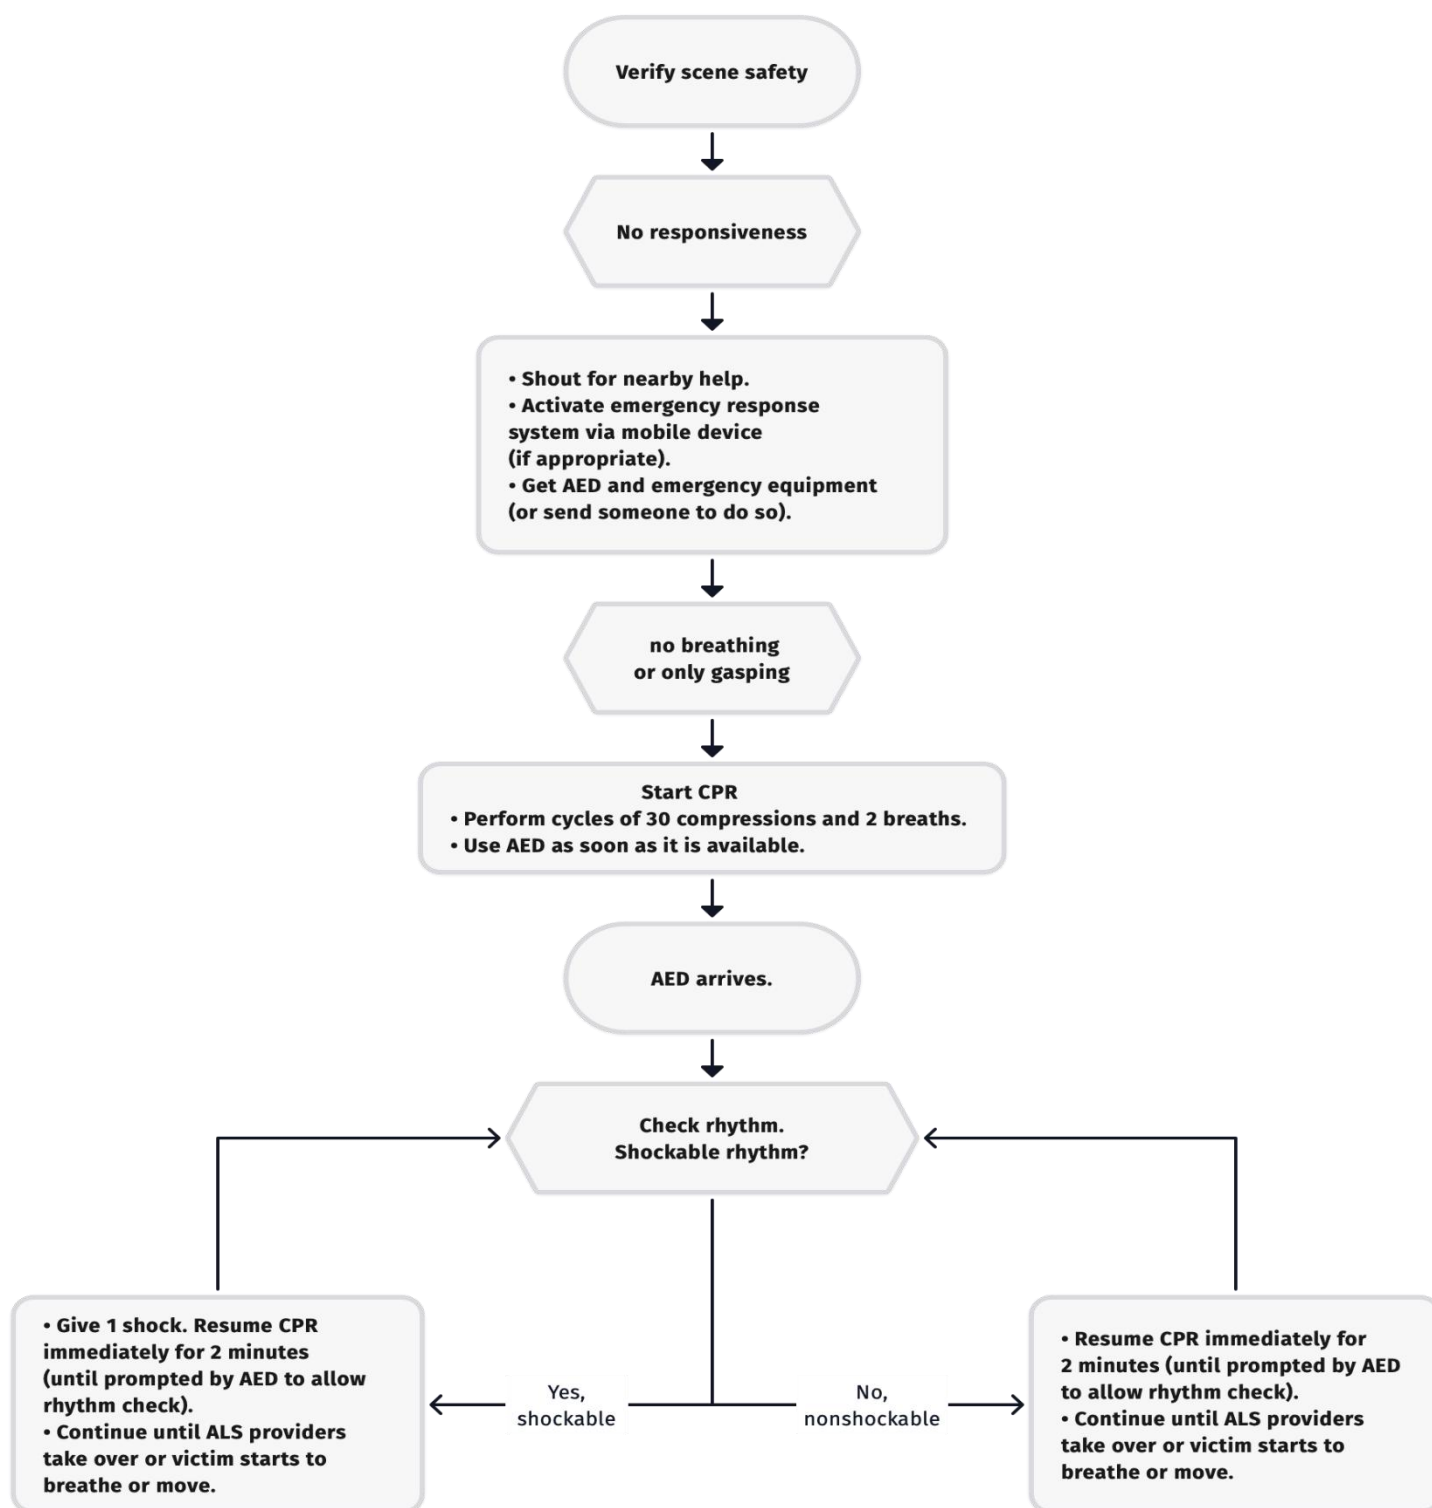 Verify scene safety
No responsiveness
• Shout for nearby help.
• Activate emergency response
system via mobile device
(if appropriate).
• Get AED and emergency equipment
(or send someone to do so).
no breathing
or only gasping
Start CPR
• Perform cycles of 30 compressions and 2 breaths.
• Use AED as soon as it is available.
AED arrives.
Check rhythm.
Shockable rhythm?
Yes,
shockable
No,
nonshockable
• Give 1 shock. Resume CPR
immediately for 2 minutes
(until prompted by AED to allow
rhythm check).
• Continue until ALS providers
take over or victim starts to
breathe or move.
• Resume CPR immediately for
2 minutes (until prompted by AED
to allow rhythm check).
• Continue until ALS providers
take over or victim starts to
breathe or move.